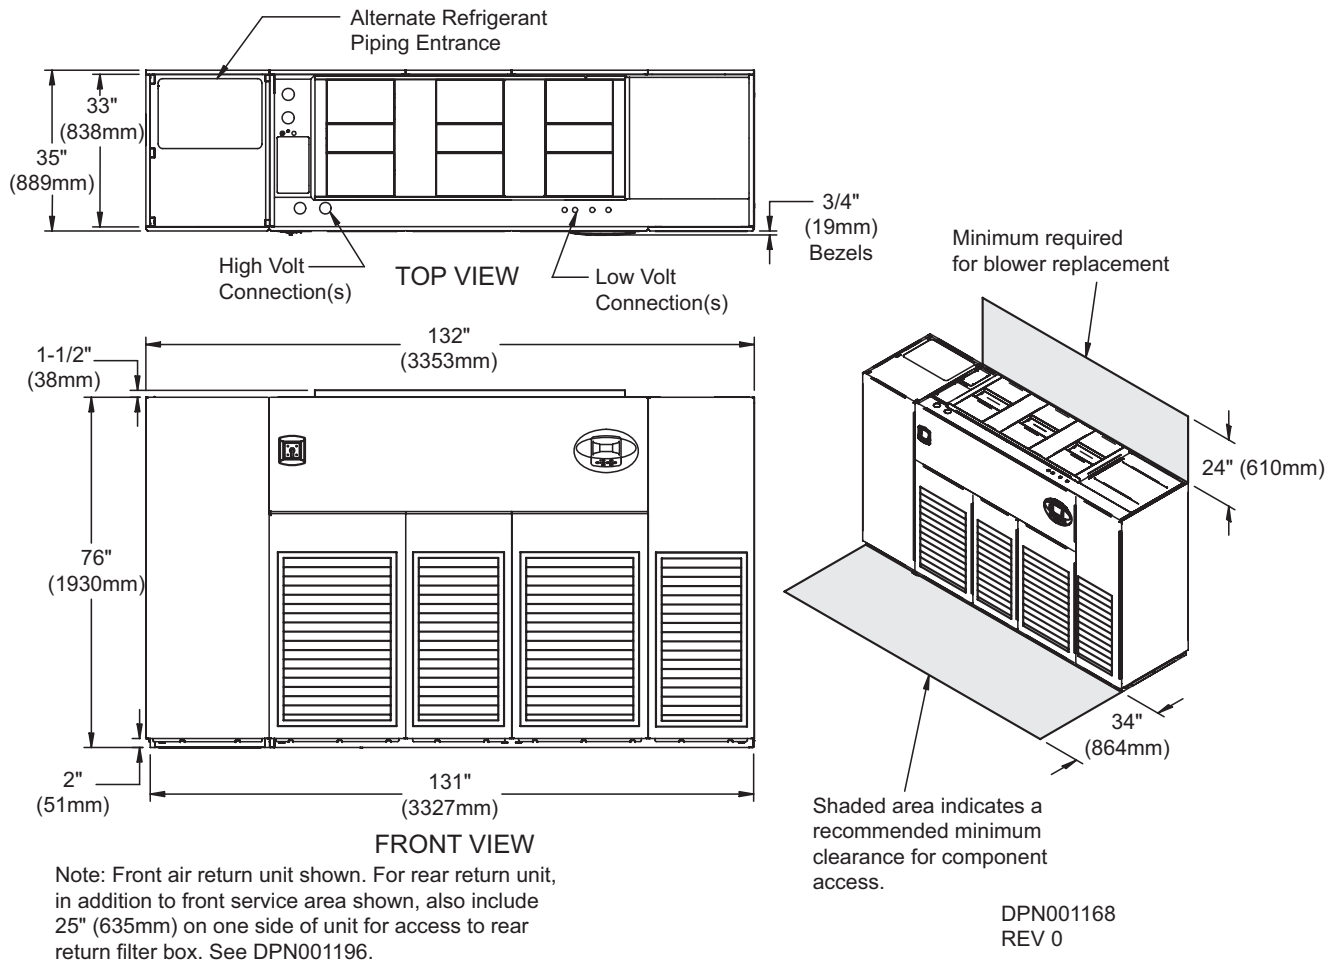 Alternate Refrigerant
Piping Entrance
33"
(838mm)
35"
(889mm)
3/4"
(19mm)
Bezels
High Volt
Connection(s)
TOP VIEW
Low Volt
Connection(s)
Minimum required
for blower replacement
132"
(3353mm)
1-1/2"
(38mm)
24" (610mm)
76"
(1930mm)
34"
(864mm)
2"
(51mm)
131"
(3327mm)
FRONT VIEW
Shaded area indicates a
recommended minimum
clearance for component
access.
Note: Front air return unit shown. For rear return unit,
in addition to front service area shown, also include
25" (635mm) on one side of unit for access to rear
return filter box. See DPN001196.
DPN001168
REV 0